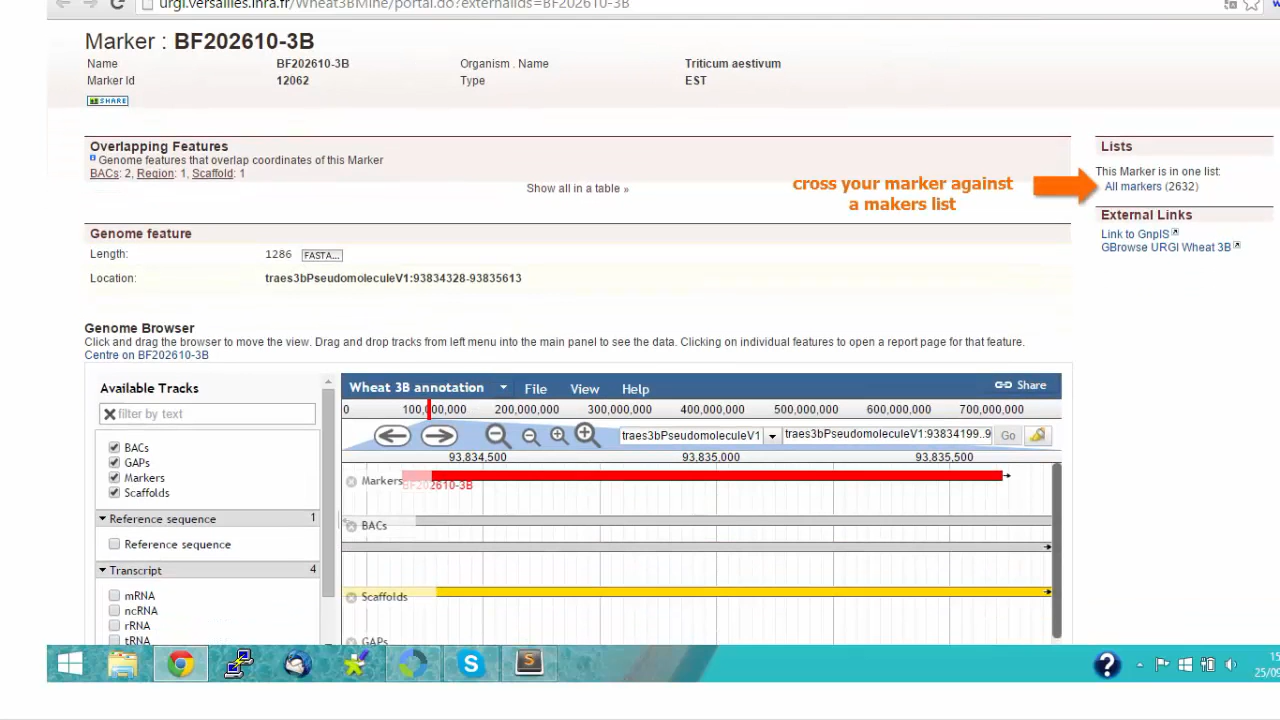 urgi.versailles.inra.fr/Wheat3BMine/portal.do?externalids=BF202610-3B
Marker : BF202610-3B
Name BF202610-3B Organism . Name Triticum aestivum
Marker Id 12062 Type EST
SHARE
Overlapping Features
Genome features that overlap coordinates of this Marker
BACs: 2, Region: 1, Scaffold: 1
Show all in a table »
cross your marker against
a makers list
Lists
This Marker is in one list:
All markers (2632)
External Links
Link to GnpIS
GBrowse URGI Wheat 3B
Genome feature
Length: 1286 FASTA...
Location: traes3bPseudomoleculeV1:93834328-93835613
Genome Browser
Click and drag the browser to move the view. Drag and drop tracks from left menu into the main panel to see the data. Clicking on individual features to open a report page for that feature.
Centre on BF202610-3B
Available Tracks
filter by text
BACs
GAPs
Markers
Scaffolds
Reference sequence 1
Reference sequence
Transcript 4
mRNA
ncRNA
rRNA
tRNA
Wheat 3B annotation File View Help Share
0 100,000,000 200,000,000 300,000,000 400,000,000 500,000,000 600,000,000 700,000,000
traes3bPseudomoleculeV1 traes3bPseudomoleculeV1:93834199..9 Go
93,834,500 93,835,000 93,835,500
Markers
BF202610-3B
BACs
Scaffolds
GAPs
S
S
?
15
25/09